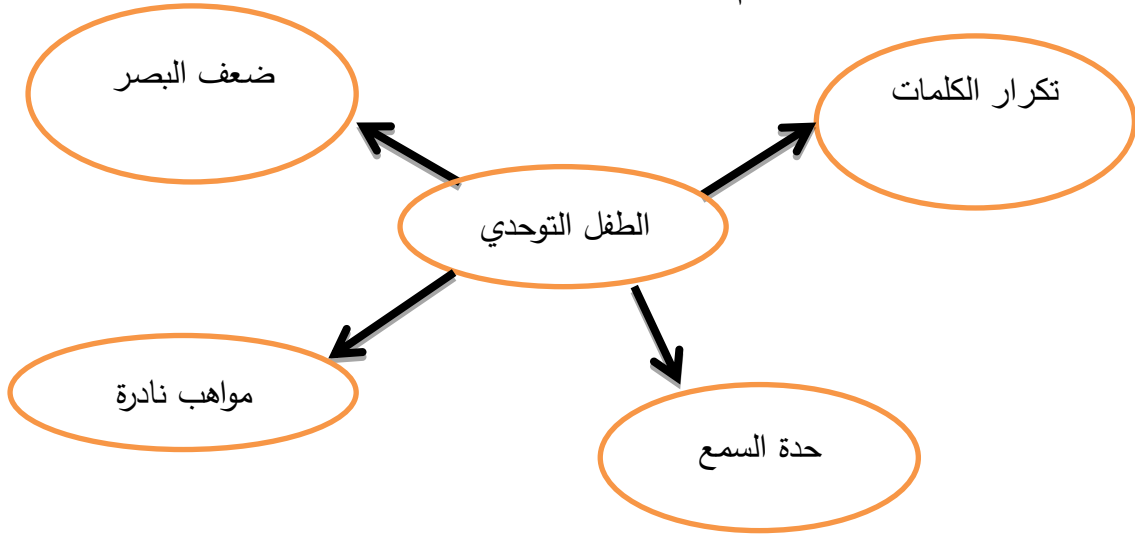 تكرار الكلمات
ضعف البصر
الطفل التوحدي
مواهب نادرة
حدة السمع